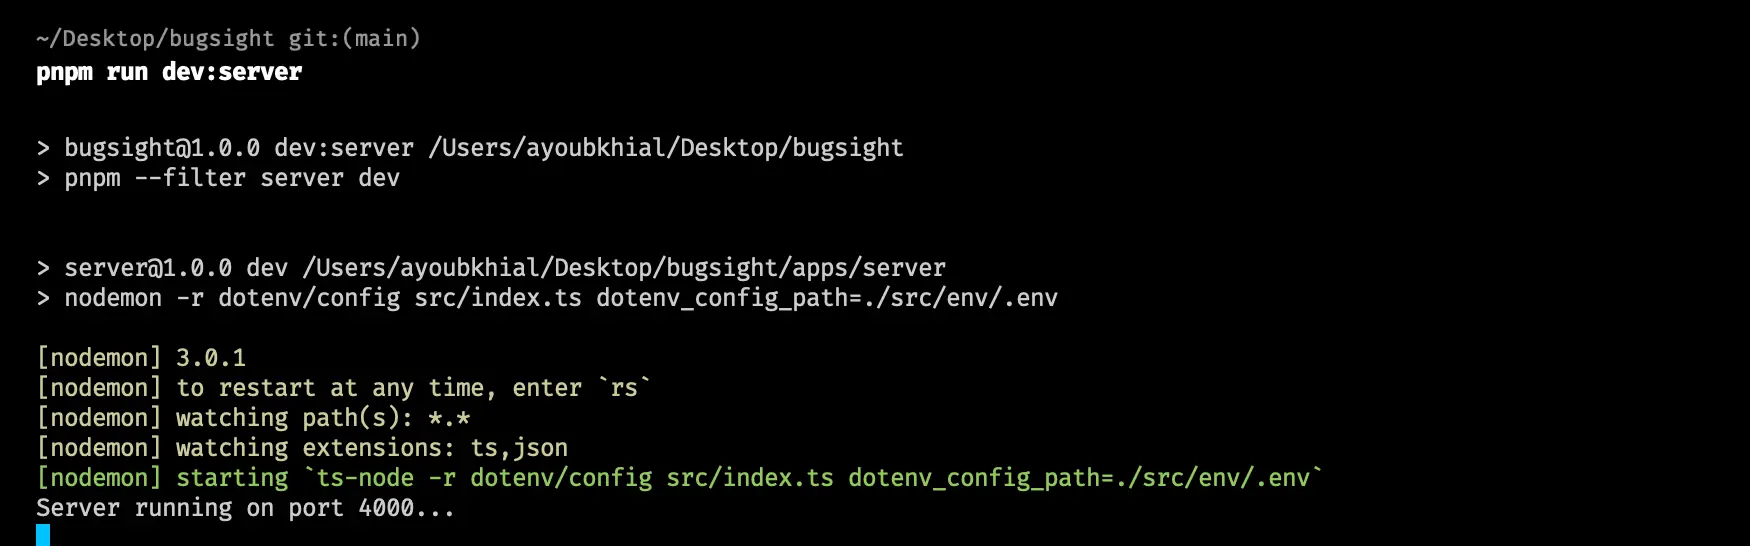 ~/Desktop/bugsight git:(main)
pnpm run dev:server
> bugsight@1.0.0 dev:server /Users/ayoubkhial/Desktop/bugsight
> pnpm --filter server dev
> server@1.0.0 dev /Users/ayoubkhial/Desktop/bugsight/apps/server
> nodemon -r dotenv/config src/index.ts dotenv_config_path=./src/env/.env
[nodemon] 3.0.1
[nodemon] to restart at any time, enter `rs`
[nodemon] watching path(s): *.*
[nodemon] watching extensions: ts,json
[nodemon] starting `ts-node -r dotenv/config src/index.ts dotenv_config_path=./src/env/.env`
Server running on port 4000...